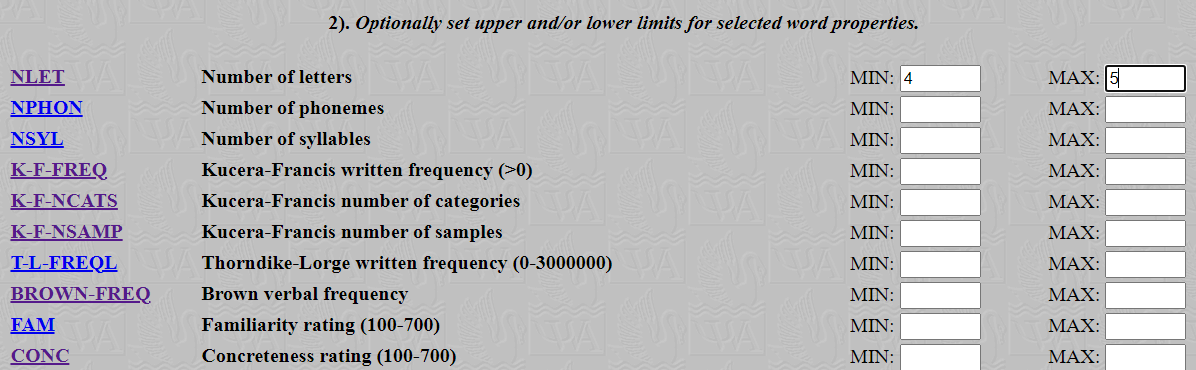 2). Optionally set upper and/or lower limits for selected word properties.
NLET Number of letters MIN: 4 MAX: 5
NPHON Number of phonemes MIN: MAX:
NSYL Number of syllables MIN: MAX:
K-F-FREQ Kucera-Francis written frequency (>0) MIN: MAX:
K-F-NCATS Kucera-Francis number of categories MIN: MAX:
K-F-NSAMP Kucera-Francis number of samples MIN: MAX:
T-L-FREQL Thorndike-Lorge written frequency (0-3000000) MIN: MAX:
BROWN-FREQ Brown verbal frequency MIN: MAX:
FAM Familiarity rating (100-700) MIN: MAX:
CONC Concreteness rating (100-700) MIN: MAX: